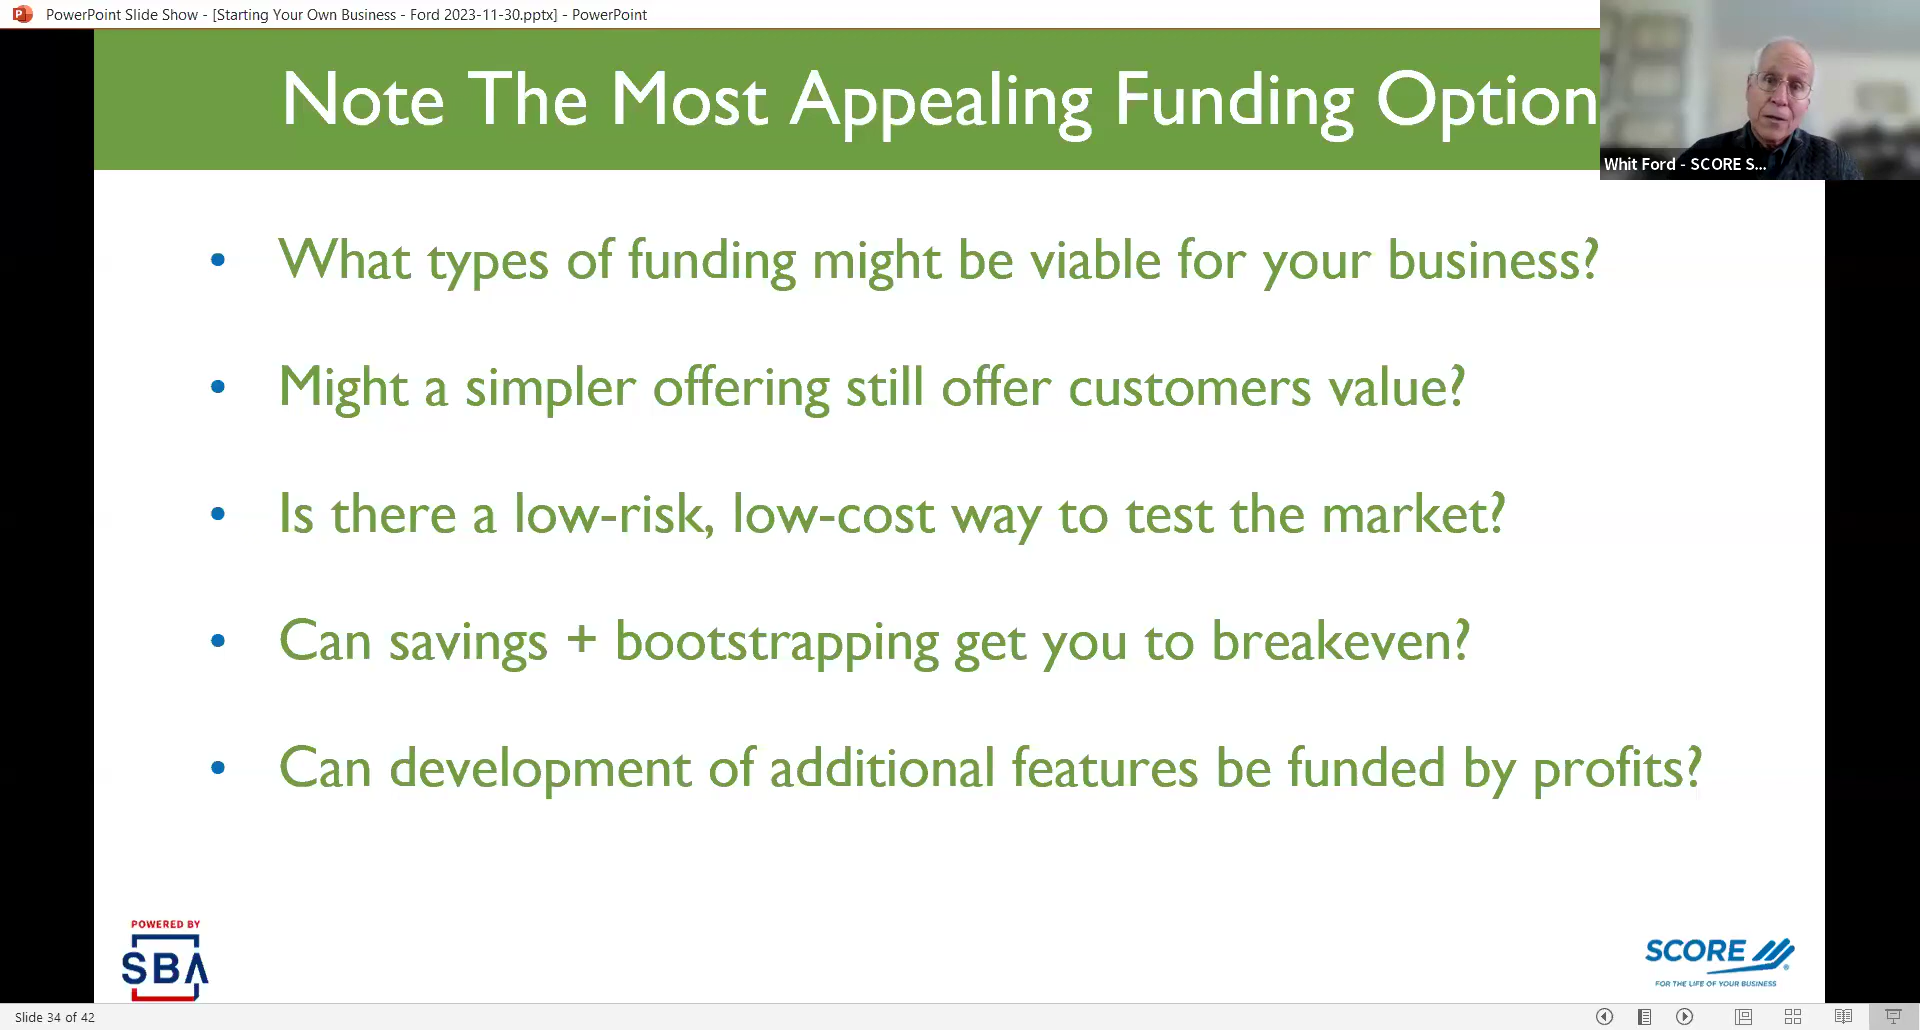 PowerPoint Slide Show - [Starting Your Own Business - Ford 2023-11-30.pptx] - PowerPoint
Note The Most Appealing Funding Option
Whit Ford - SCORE S...
• What types of funding might be viable for your business?
• Might a simpler offering still offer customers value?
• Is there a low-risk, low-cost way to test the market?
• Can savings + bootstrapping get you to breakeven?
• Can development of additional features be funded by profits?
POWERED BY
SBA
SCORE
FOR THE LIFE OF YOUR BUSINESS
Slide 34 of 42